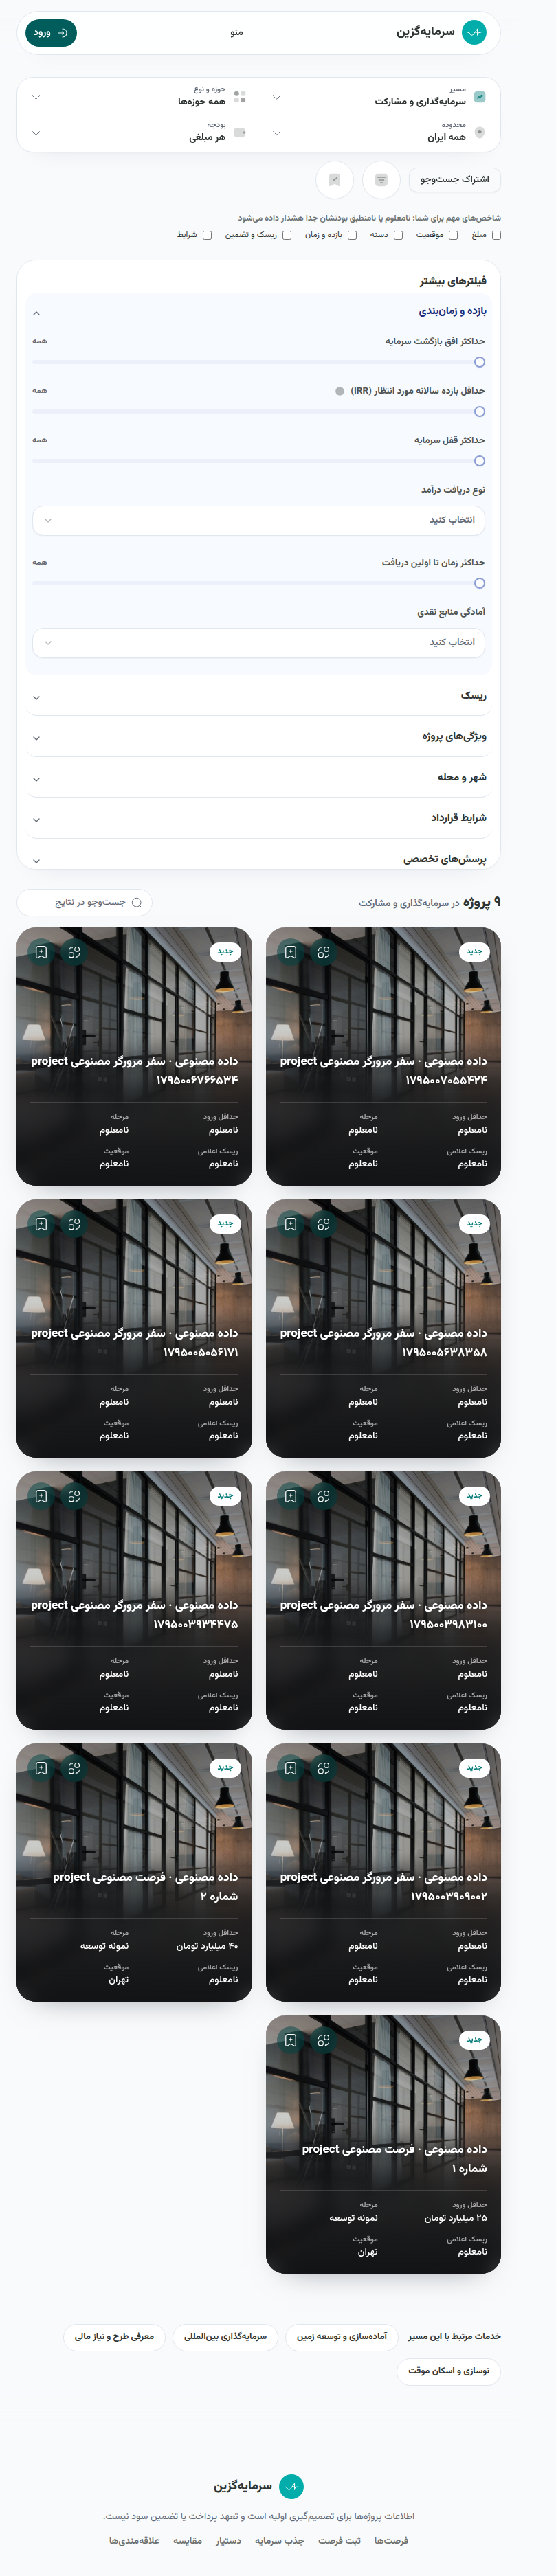 سرمایه‌گزین
منو
ورود
مسیر
سرمایه‌گذاری و مشارکت
حوزه و نوع
همه حوزه‌ها
محدوده
همه ایران
بودجه
هر مبلغی
اشتراک جست‌وجو
شاخص‌های مهم برای شما؛ نامعلوم یا نامنطبق بودنشان جدا هشدار داده می‌شود
مبلغ
موقعیت
دسته
بازده و زمان
ریسک و تضمین
شرایط
فیلترهای بیشتر
بازده و زمان‌بندی
حداکثر افق بازگشت سرمایه
همه
حداقل بازده سالانه مورد انتظار (IRR)
همه
حداکثر قفل سرمایه
همه
نوع دریافت درآمد
انتخاب کنید
حداکثر زمان تا اولین دریافت
همه
آمادگی منابع نقدی
انتخاب کنید
ریسک
ویژگی‌های پروژه
شهر و محله
شرایط قرارداد
پرسش‌های تخصصی
۹ پروژه در سرمایه‌گذاری و مشارکت
جست‌وجو در نتایج
جدید
داده مصنوعی · سفر مرورگر مصنوعی project
۱۷۹۵۰۰۷۰۵۵۴۲۴
حداقل ورود
نامعلوم
مرحله
نامعلوم
ریسک اعلامی
نامعلوم
موقعیت
نامعلوم
جدید
داده مصنوعی · سفر مرورگر مصنوعی project
۱۷۹۵۰۰۶۷۶۶۵۳۴
حداقل ورود
نامعلوم
مرحله
نامعلوم
ریسک اعلامی
نامعلوم
موقعیت
نامعلوم
جدید
داده مصنوعی · سفر مرورگر مصنوعی project
۱۷۹۵۰۰۵۶۳۸۳۵۸
حداقل ورود
نامعلوم
مرحله
نامعلوم
ریسک اعلامی
نامعلوم
موقعیت
نامعلوم
جدید
داده مصنوعی · سفر مرورگر مصنوعی project
۱۷۹۵۰۰۵۰۵۶۱۷۱
حداقل ورود
نامعلوم
مرحله
نامعلوم
ریسک اعلامی
نامعلوم
موقعیت
نامعلوم
جدید
داده مصنوعی · سفر مرورگر مصنوعی project
۱۷۹۵۰۰۳۹۸۳۱۰۰
حداقل ورود
نامعلوم
مرحله
نامعلوم
ریسک اعلامی
نامعلوم
موقعیت
نامعلوم
جدید
داده مصنوعی · سفر مرورگر مصنوعی project
۱۷۹۵۰۰۳۹۳۴۴۷۵
حداقل ورود
نامعلوم
مرحله
نامعلوم
ریسک اعلامی
نامعلوم
موقعیت
نامعلوم
جدید
داده مصنوعی · سفر مرورگر مصنوعی project
۱۷۹۵۰۰۳۹۰۹۰۰۲
حداقل ورود
نامعلوم
مرحله
نامعلوم
ریسک اعلامی
نامعلوم
موقعیت
نامعلوم
جدید
داده مصنوعی · فرصت مصنوعی project
شماره ۲
حداقل ورود
۴۰ میلیارد تومان
مرحله
نمونه توسعه
ریسک اعلامی
نامعلوم
موقعیت
تهران
جدید
داده مصنوعی · فرصت مصنوعی project
شماره ۱
حداقل ورود
۲۵ میلیارد تومان
مرحله
نمونه توسعه
ریسک اعلامی
نامعلوم
موقعیت
تهران
خدمات مرتبط با این مسیر
آماده‌سازی و توسعه زمین
سرمایه‌گذاری بین‌المللی
معرفی طرح و نیاز مالی
نوسازی و اسکان موقت
سرمایه‌گزین
اطلاعات پروژه‌ها برای تصمیم‌گیری اولیه است و تعهد پرداخت یا تضمین سود نیست.
فرصت‌ها
ثبت فرصت
جذب سرمایه
دستیار
مقایسه
علاقه‌مندی‌ها